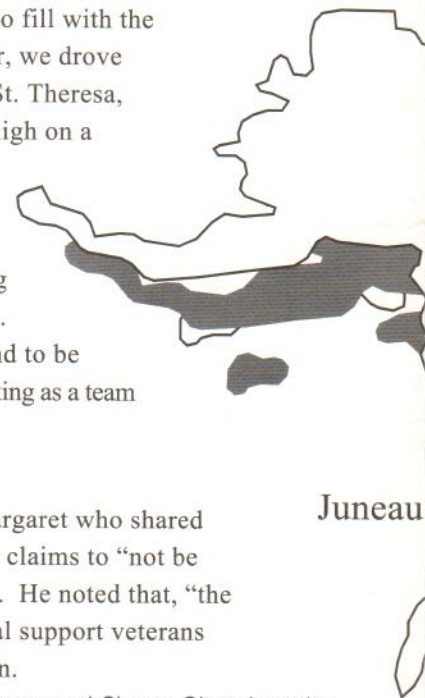 o fill with the
r, we drove
St. Theresa,
igh on a
g
.
nd to be
king as a team
Juneau
argaret who shared
claims to “not be
. He noted that, “the
al support veterans
n.